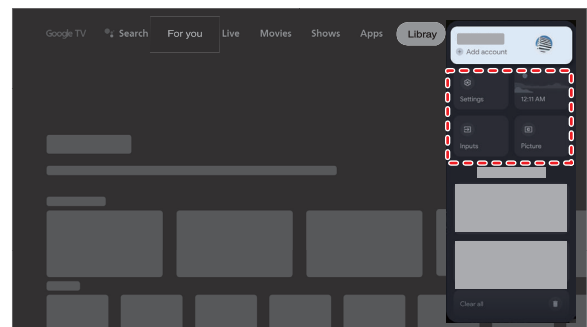 Google TV Search For you Live Movies Shows Apps Libray
Add account
Settings 12:11 AM
Inputs Picture
Clear all